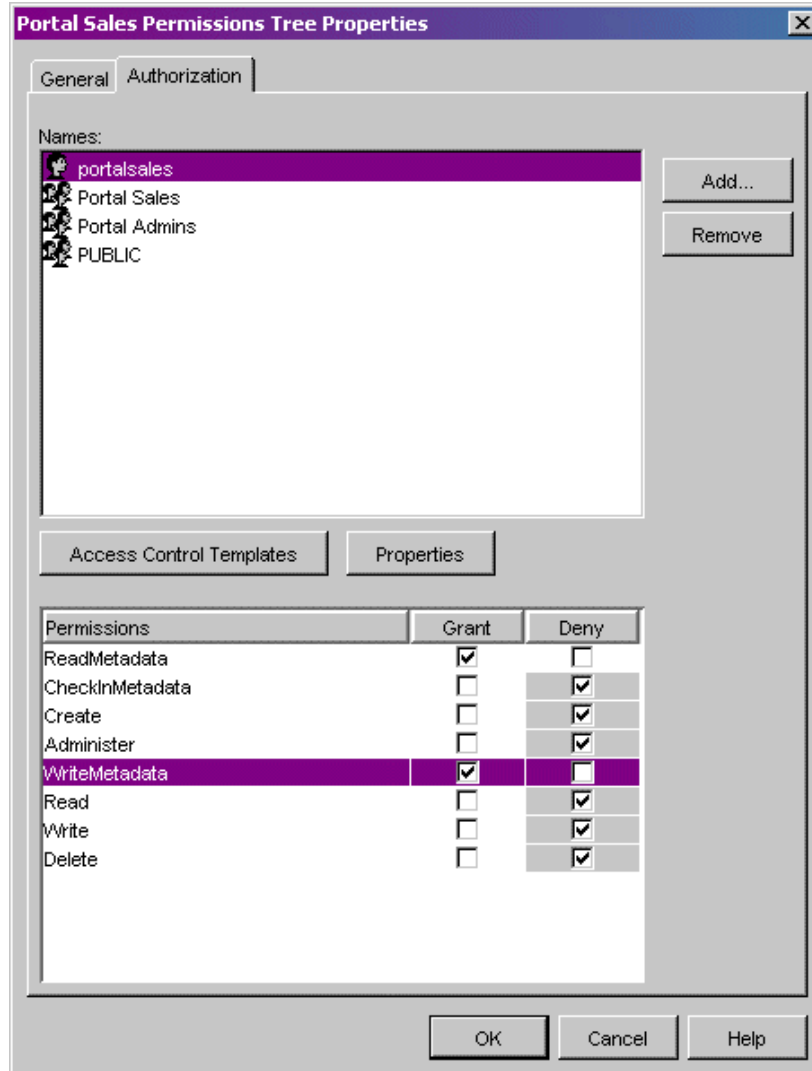 Portal Sales Permissions Tree Properties
General Authorization
Names:
portalsales
Portal Sales
Portal Admins
PUBLIC
Add...
Remove
Access Control Templates Properties
Permissions Grant Deny
ReadMetadata
CheckInMetadata
Create
Administer
WriteMetadata
Read
Write
Delete
OK Cancel Help